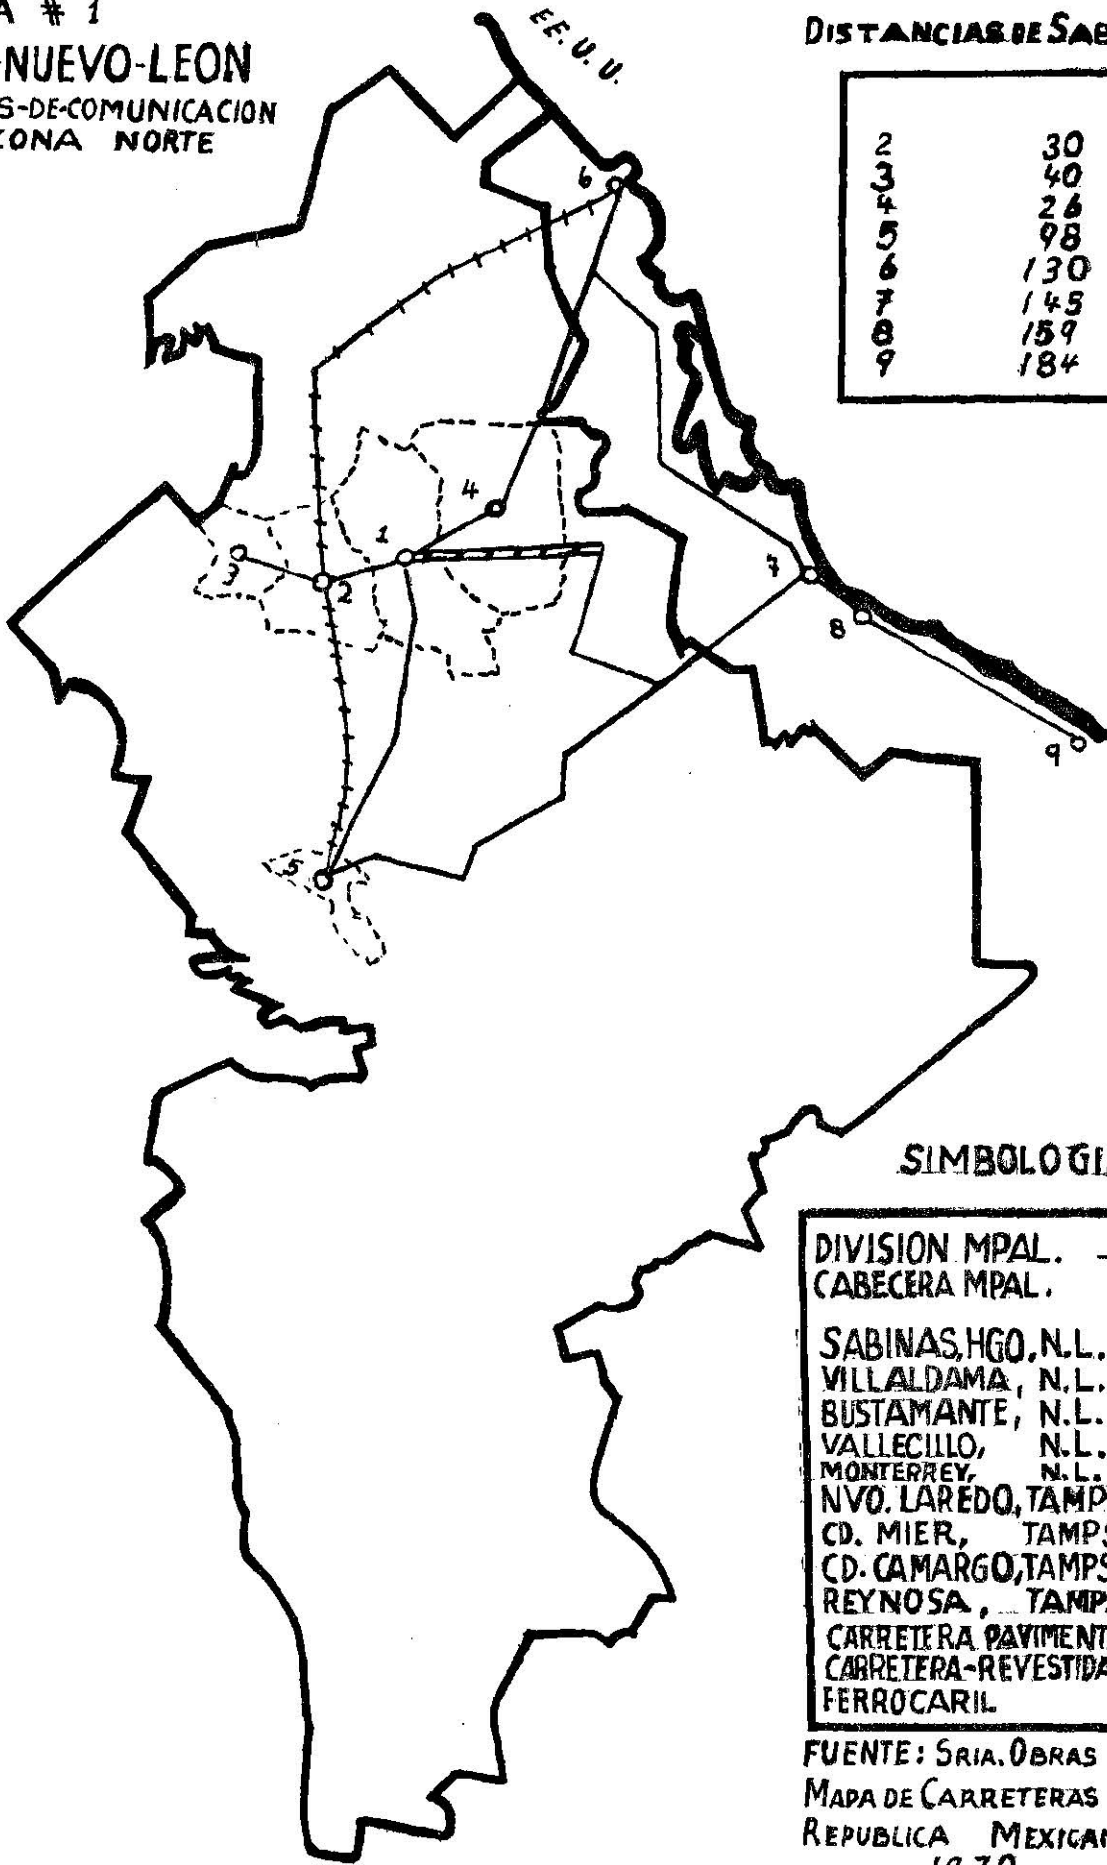 A # 1
-NUEVO-LEON
S-DE-COMUNICACION
ZONA NORTE
EE. U. U.
DISTANCIAS DE SAB
2 30
3 40
4 26
5 98
6 130
7 145
8 159
9 184
6
4
1
3
2
7
8
9
5
SIMBOLOGI
DIVISION MPAL. -
CABECERA MPAL.
SABINAS, HGO, N.L.
VILLALDAMA, N.L.
BUSTAMANTE, N.L.
VALLECILLO, N.L.
MONTERREY, N.L.
NVO. LAREDO, TAMP
CD. MIER, TAMPS
CD. CAMARGO, TAMPS
REYNOSA, TAMP
CARRETERA PAVIMENT
CARRETERA-REVESTIDA
FERROCARIL
FUENTE: SRIA. OBRAS
MAPA DE CARRETERAS
REPUBLICA MEXICAN